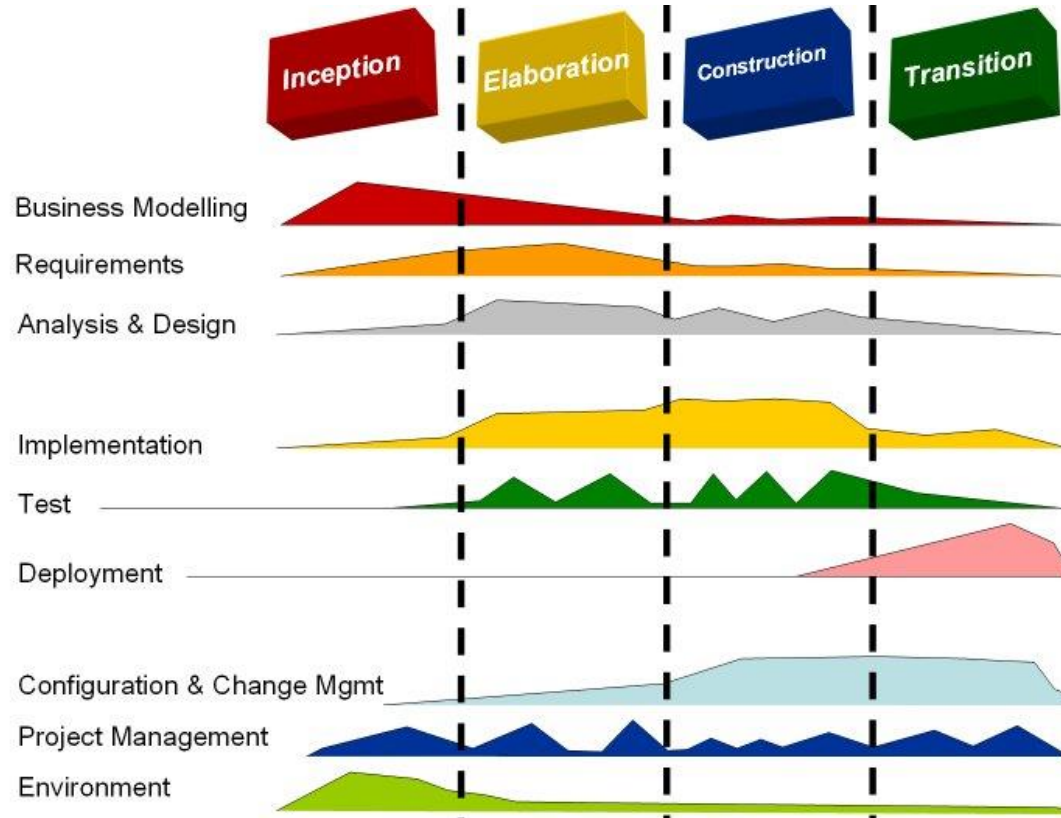 Inception
Elaboration
Construction
Transition
Business Modelling
Requirements
Analysis & Design
Implementation
Test
Deployment
Configuration & Change Mgmt
Project Management
Environment